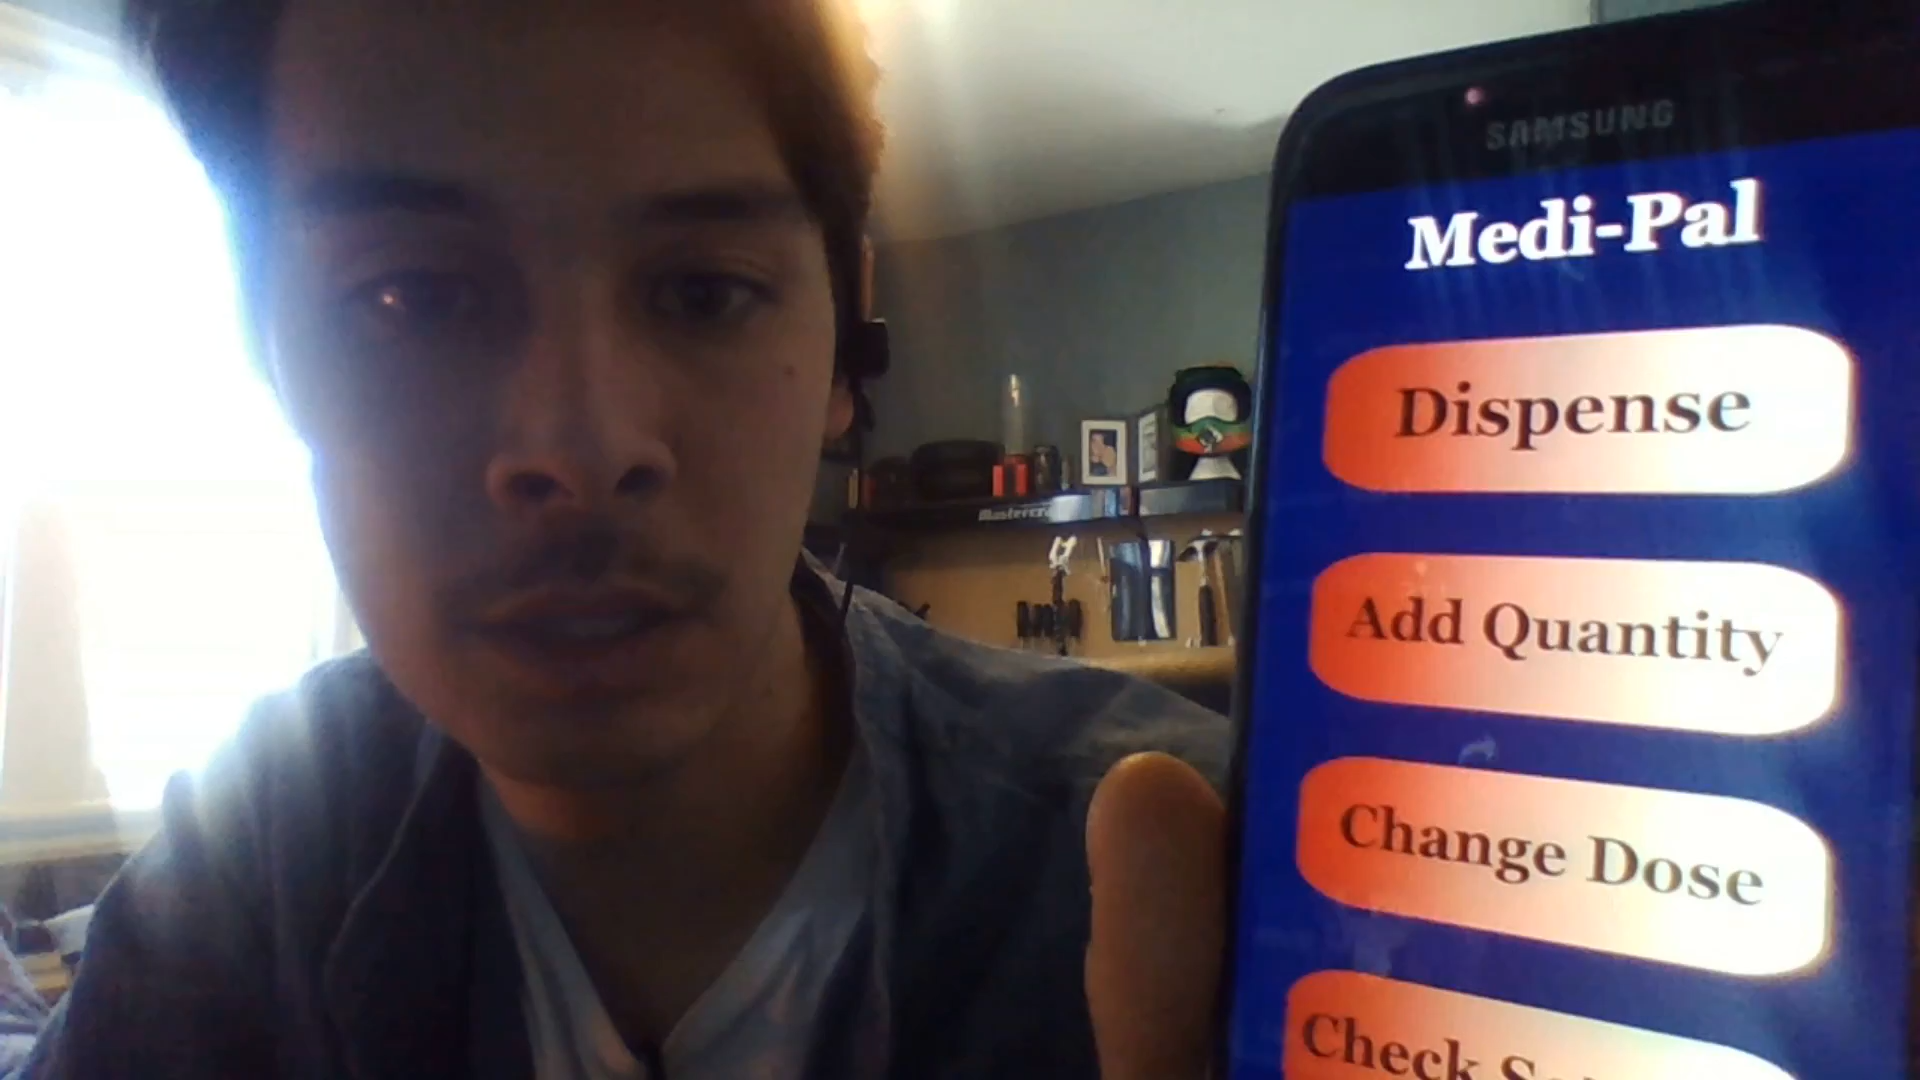 SAMSUNG
Medi-Pal
Dispense
Add Quantity
Change Dose
Check